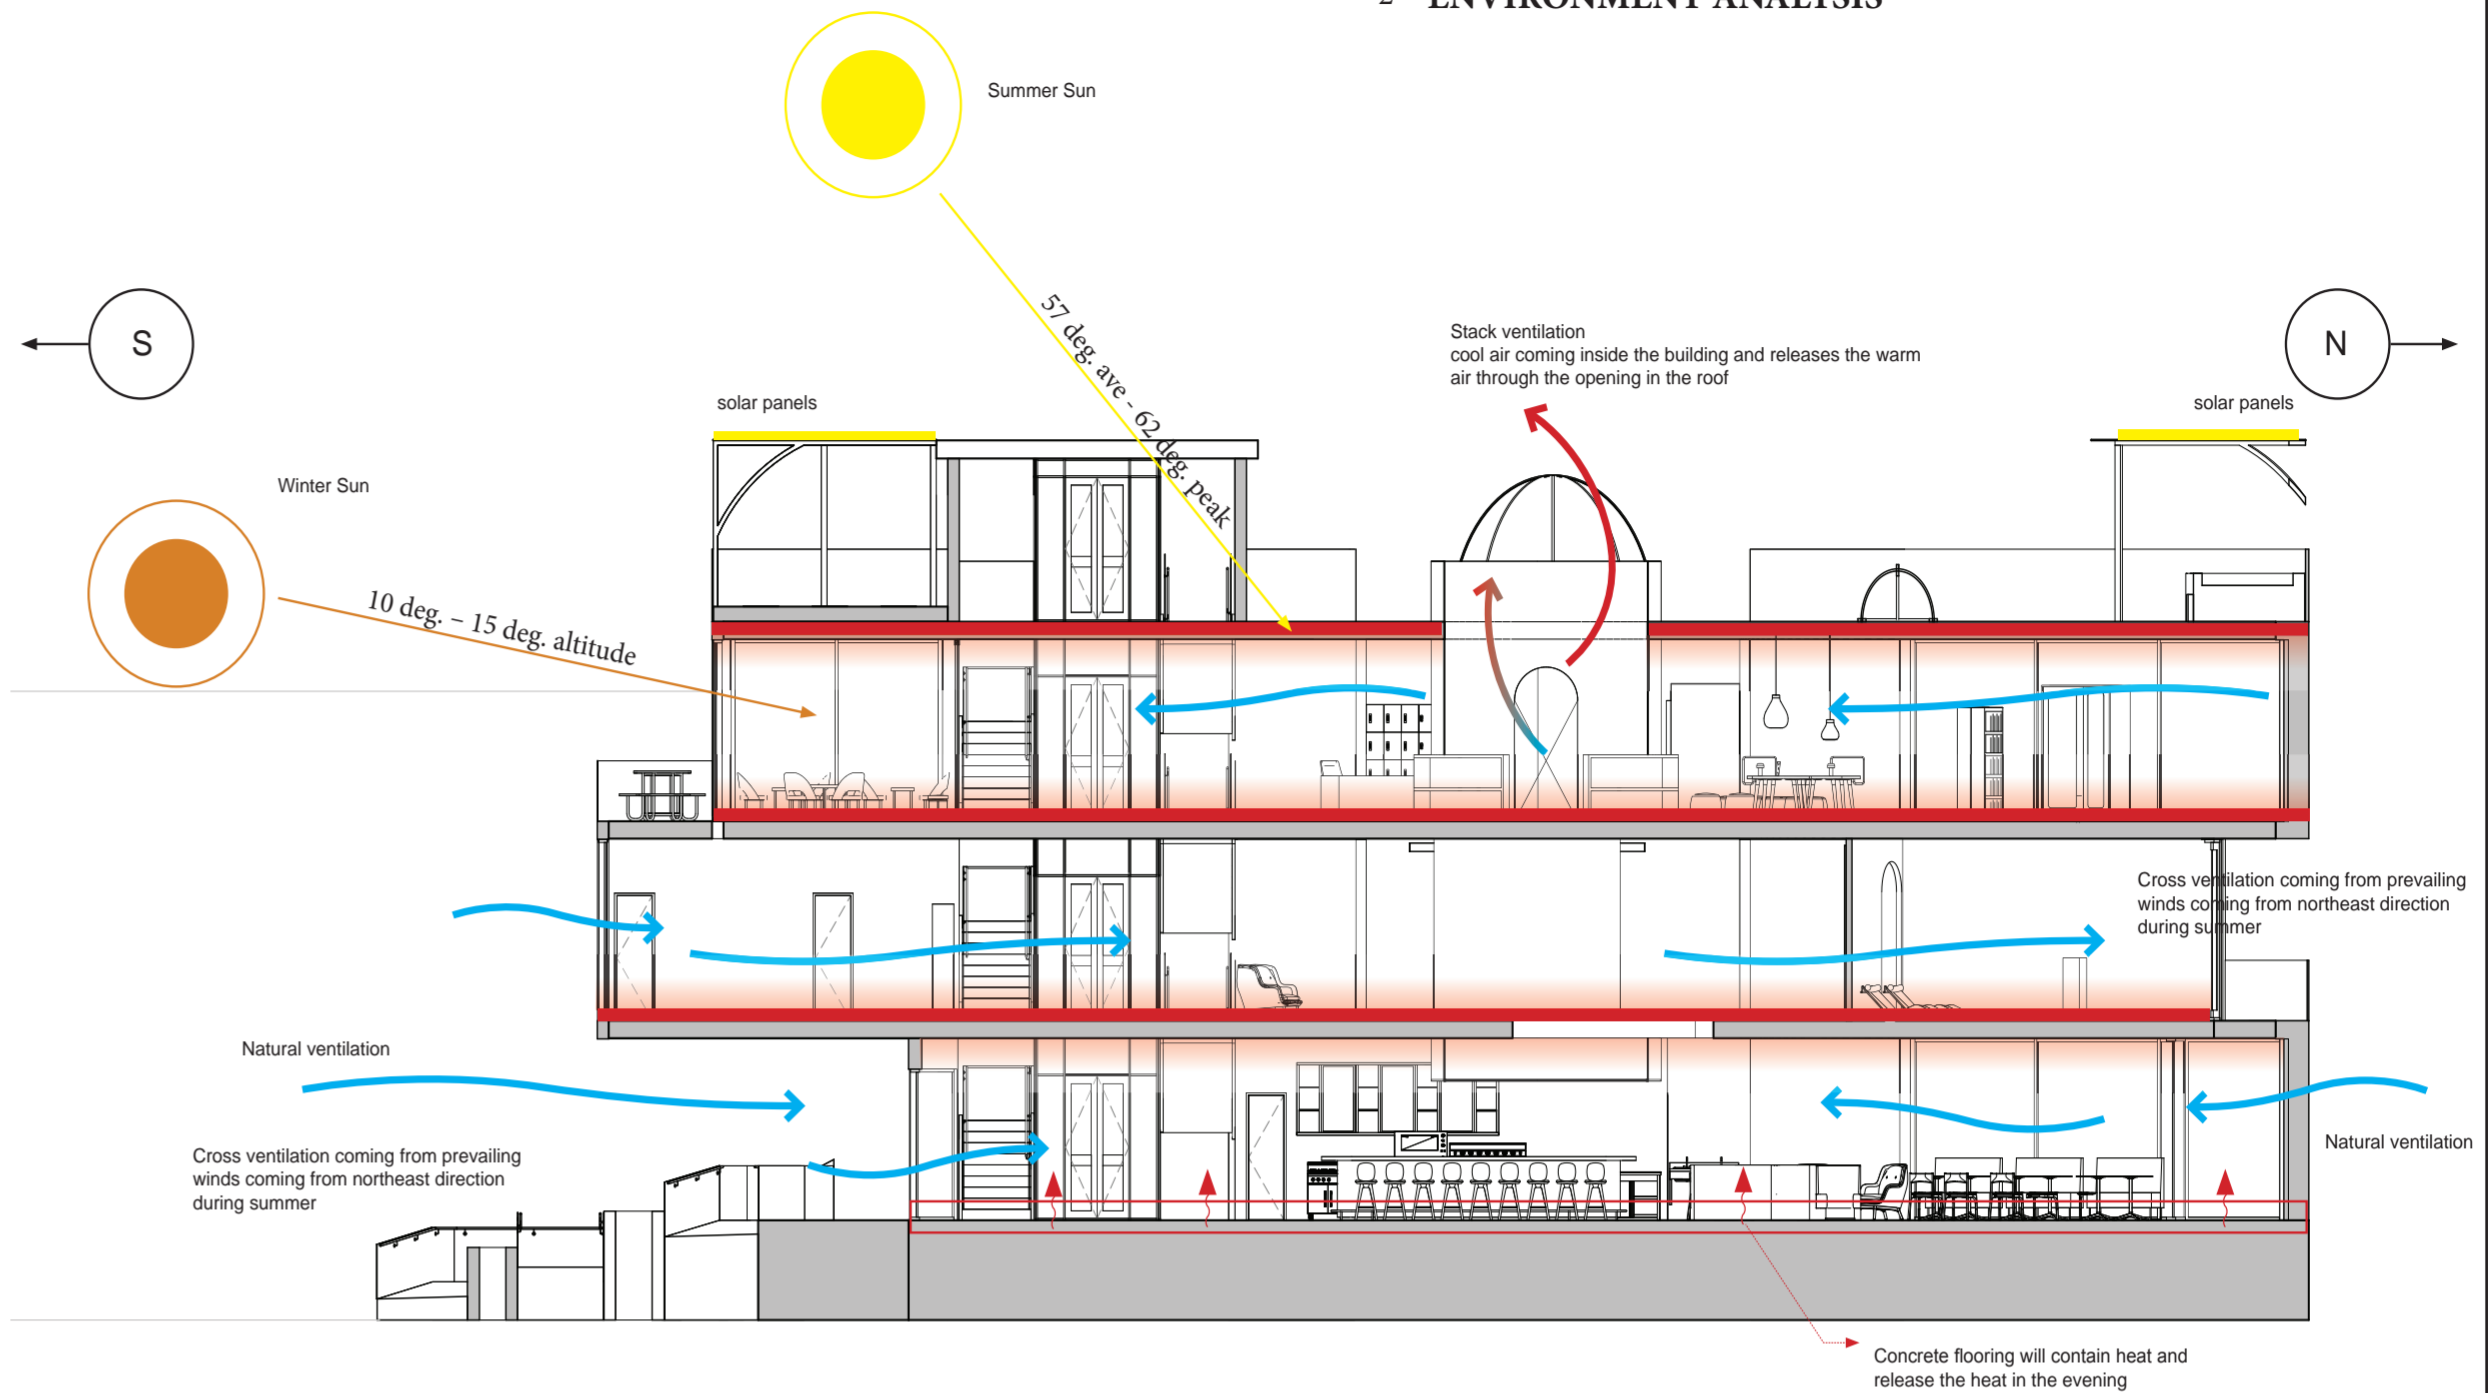 2 ENVIRONMENT ANALYSIS
Summer Sun
57 deg. ave - 62 deg. peak
S
N
Stack ventilation
cool air coming inside the building and releases the warm
air through the opening in the roof
solar panels
solar panels
Winter Sun
10 deg. – 15 deg. altitude
Cross ventilation coming from prevailing
winds coming from northeast direction
during summer
Natural ventilation
Natural ventilation
Cross ventilation coming from prevailing
winds coming from northeast direction
during summer
Concrete flooring will contain heat and
release the heat in the evening